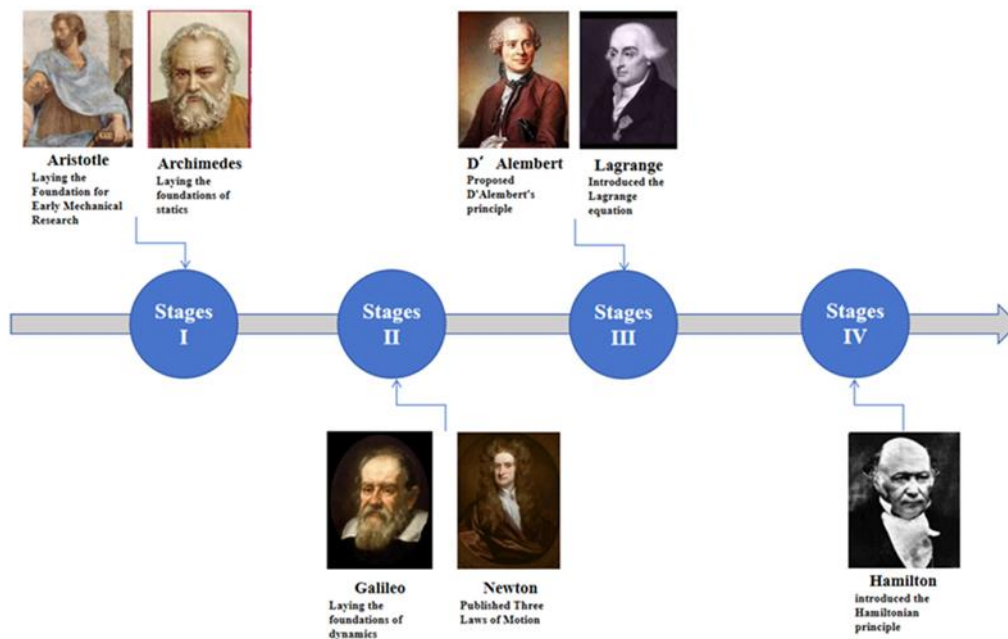 Aristotle
Laying the
Foundation for
Early Mechanical
Research
Archimedes
Laying the
foundations of
statics
D' Alembert
Proposed
D'Alembert's
principle
Lagrange
Introduced the
Lagrange
equation
Stages
I
Stages
II
Stages
III
Stages
IV
Galileo
Laying the
foundations of
dynamics
Newton
Published Three
Laws of Motion
Hamilton
introduced the
Hamiltonian
principle